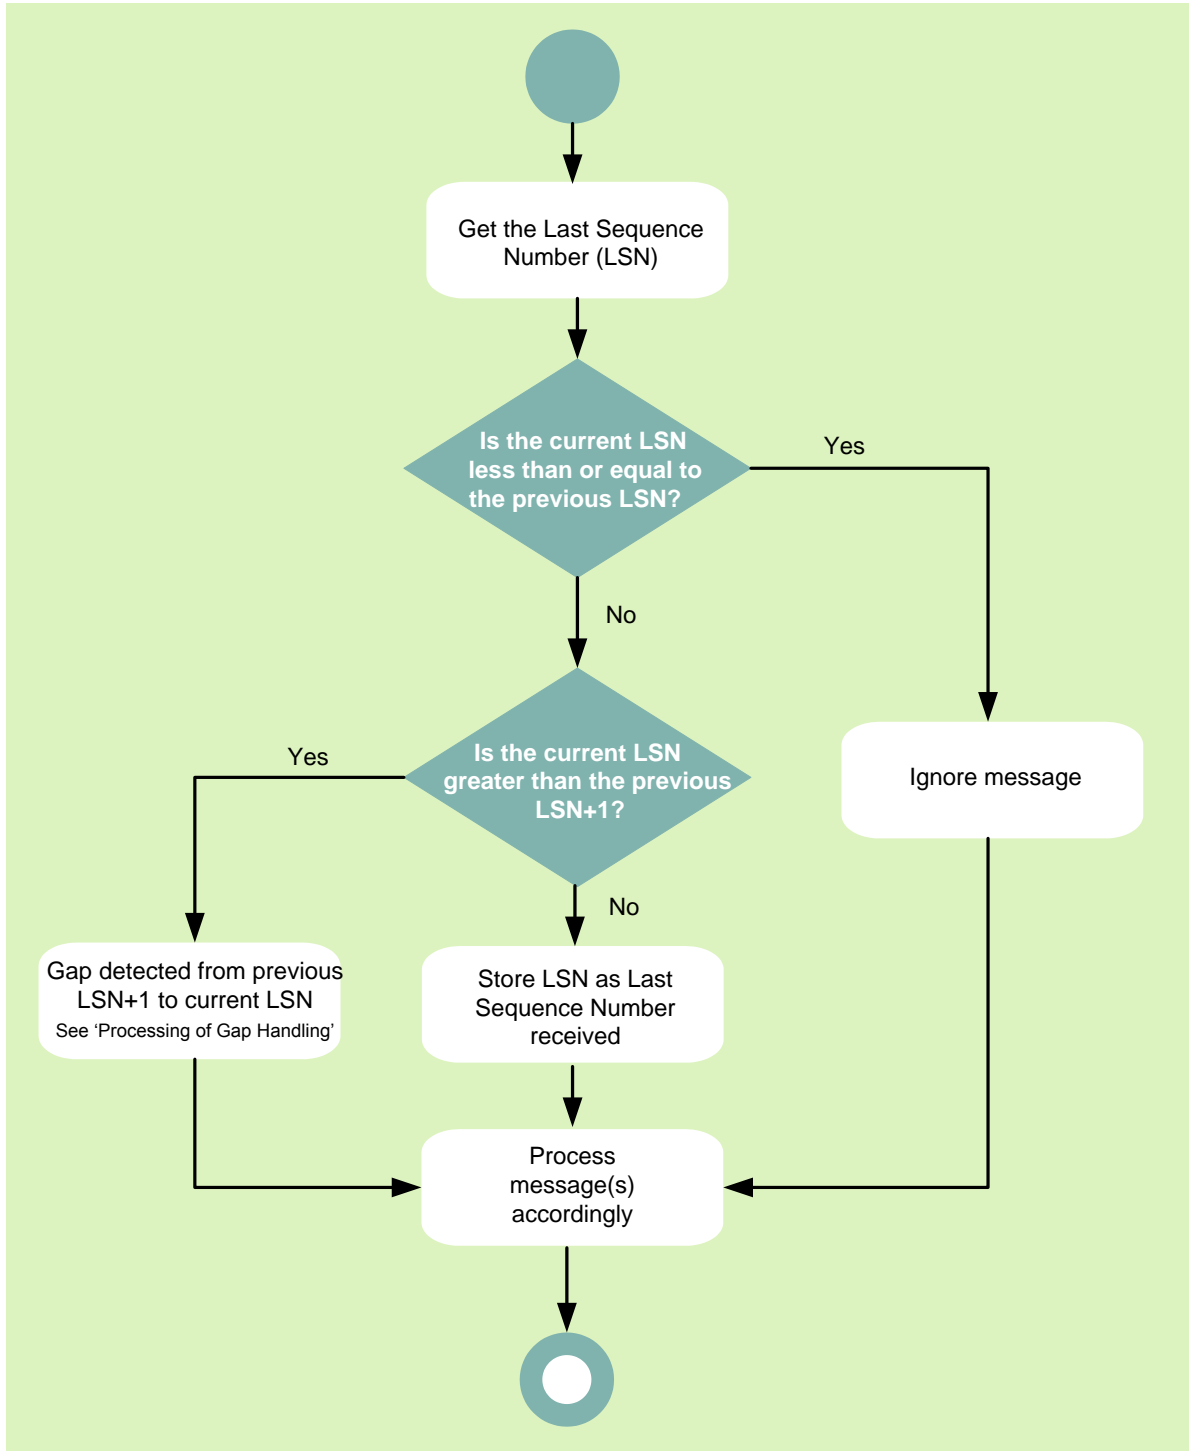 Get the Last Sequence
Number (LSN)
Is the current LSN
less than or equal to
the previous LSN?
Yes
No
Is the current LSN
greater than the previous
LSN+1?
Yes
Ignore message
No
Gap detected from previous
LSN+1 to current LSN
See ‘Processing of Gap Handling’
Store LSN as Last
Sequence Number
received
Process
message(s)
accordingly